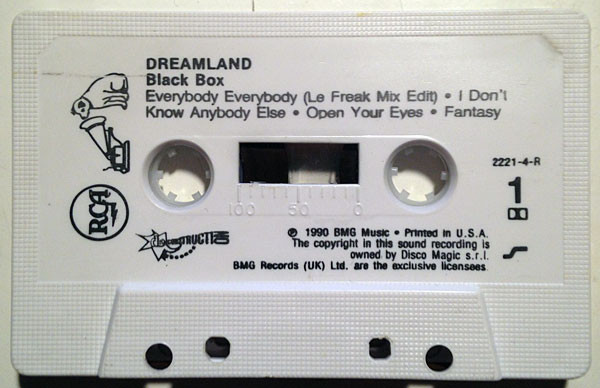 DREAMLAND
Black Box
Everybody Everybody (Le Freak Mix Edit) • I Don't
Know Anybody Else • Open Your Eyes • Fantasy
2221-4-R
1
100 50 0
RCA
deConstRUCTION
℗ 1990 BMG Music • Printed in U.S.A.
The copyright in this sound recording is
owned by Disco Magic s.r.l.
BMG Records (UK) Ltd. are the exclusive licensees